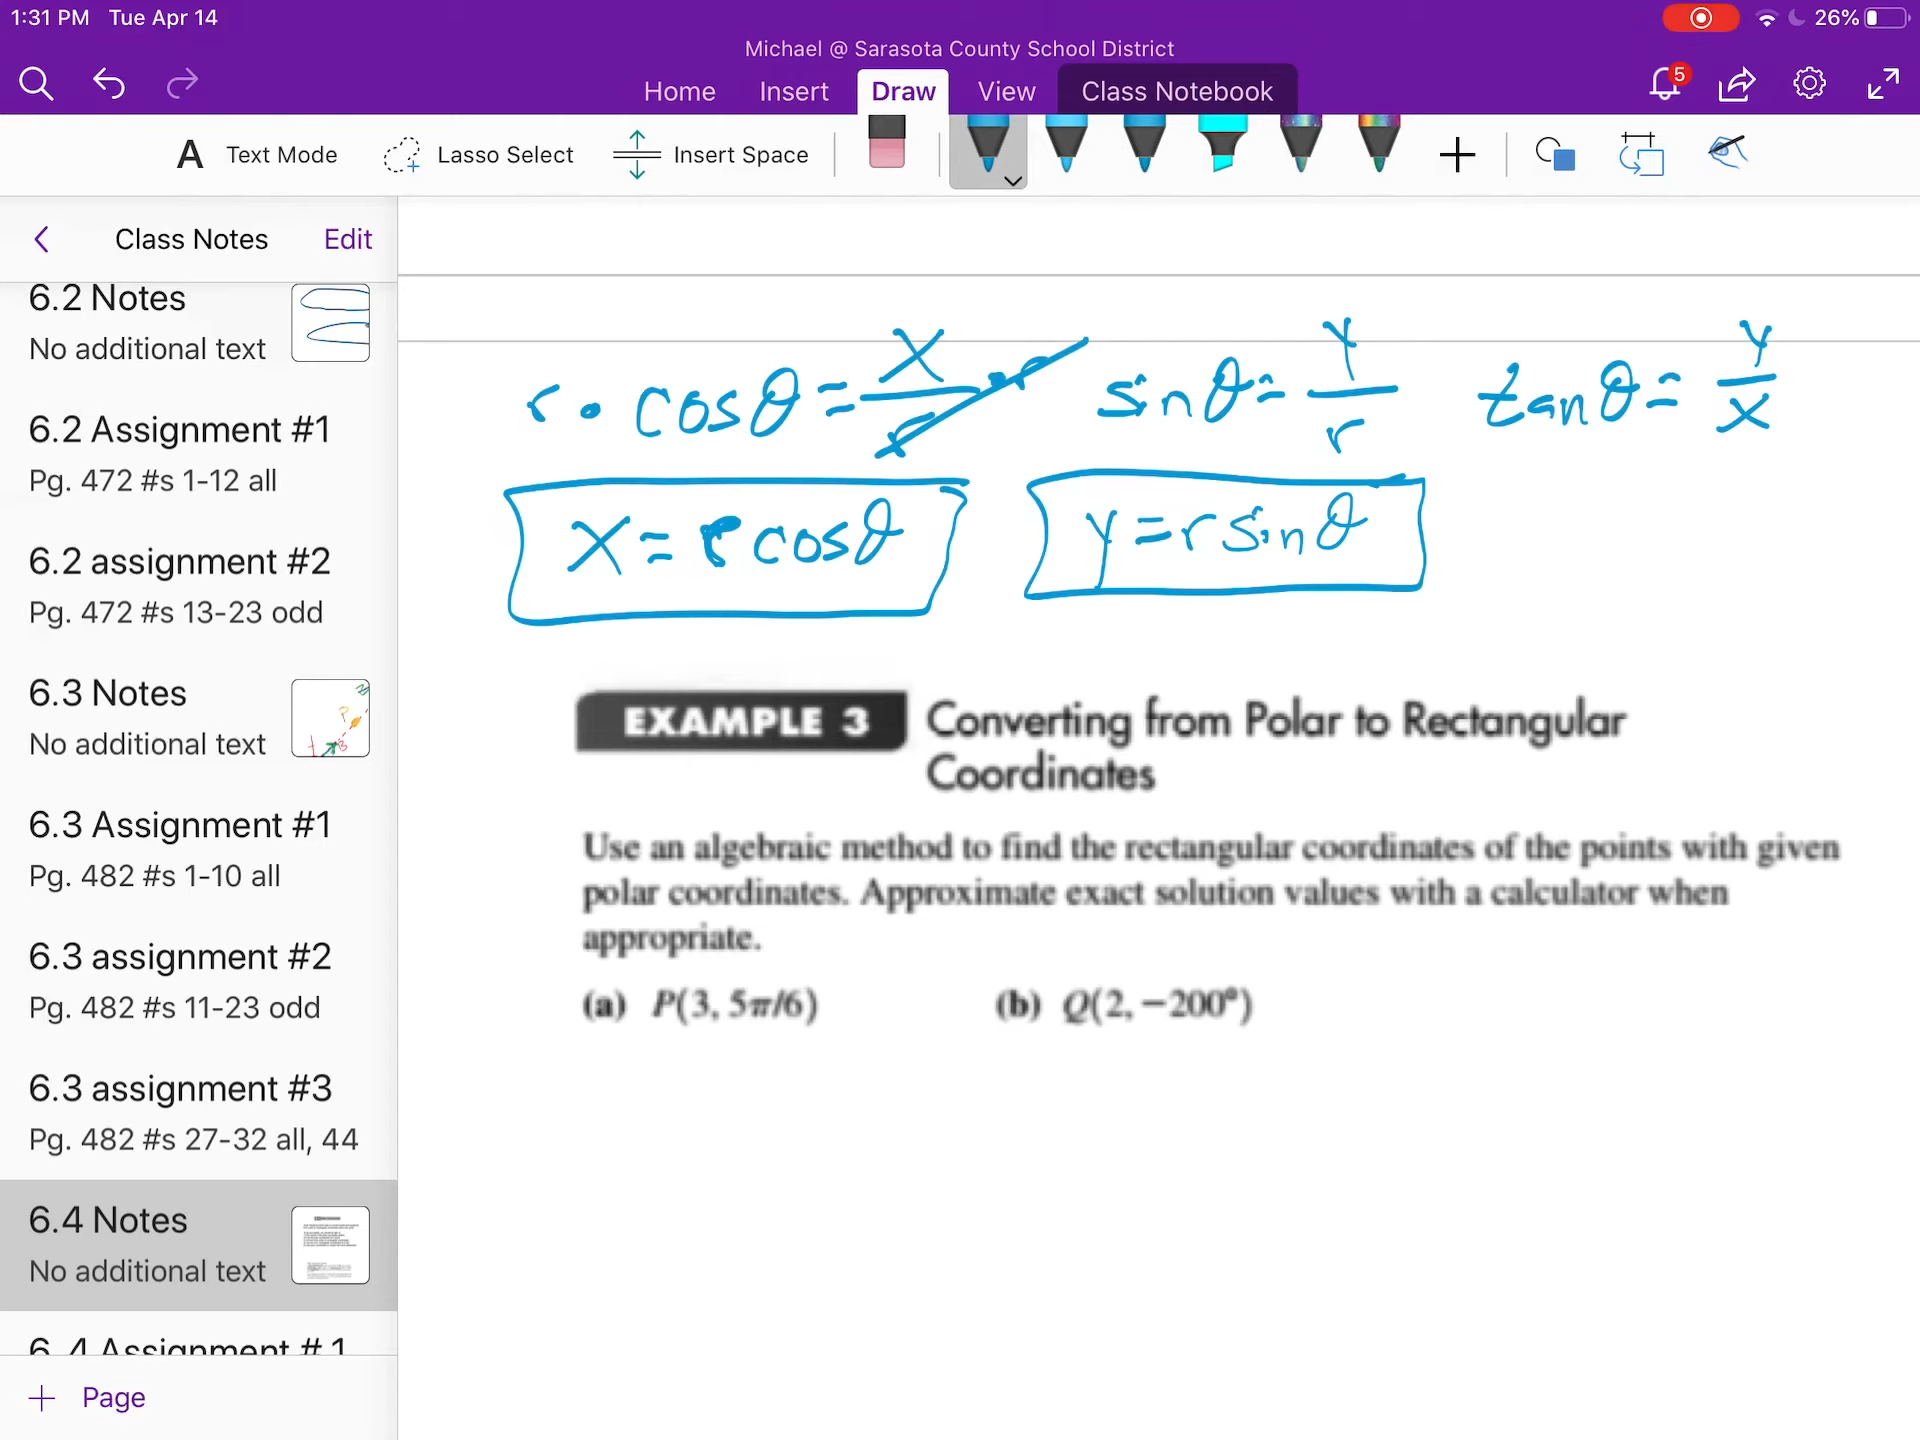 1:31 PM Tue Apr 14
26%
Michael @ Sarasota County School District
Home Insert Draw View Class Notebook
5
A Text Mode Lasso Select Insert Space
Class Notes Edit
6.2 Notes
No additional text
6.2 Assignment #1
Pg. 472 #s 1-12 all
6.2 assignment #2
Pg. 472 #s 13-23 odd
6.3 Notes
No additional text
6.3 Assignment #1
Pg. 482 #s 1-10 all
6.3 assignment #2
Pg. 482 #s 11-23 odd
6.3 assignment #3
Pg. 482 #s 27-32 all, 44
6.4 Notes
No additional text
6. 4 Assignment # 1
Page
r • cosθ = x/r • r sinθ = y/r tanθ = y/x
x = r cosθ y = r sinθ
EXAMPLE 3 Converting from Polar to Rectangular
Coordinates
Use an algebraic method to find the rectangular coordinates of the points with given
polar coordinates. Approximate exact solution values with a calculator when
appropriate.
(a) P(3, 5π/6) (b) Q(2, −200°)